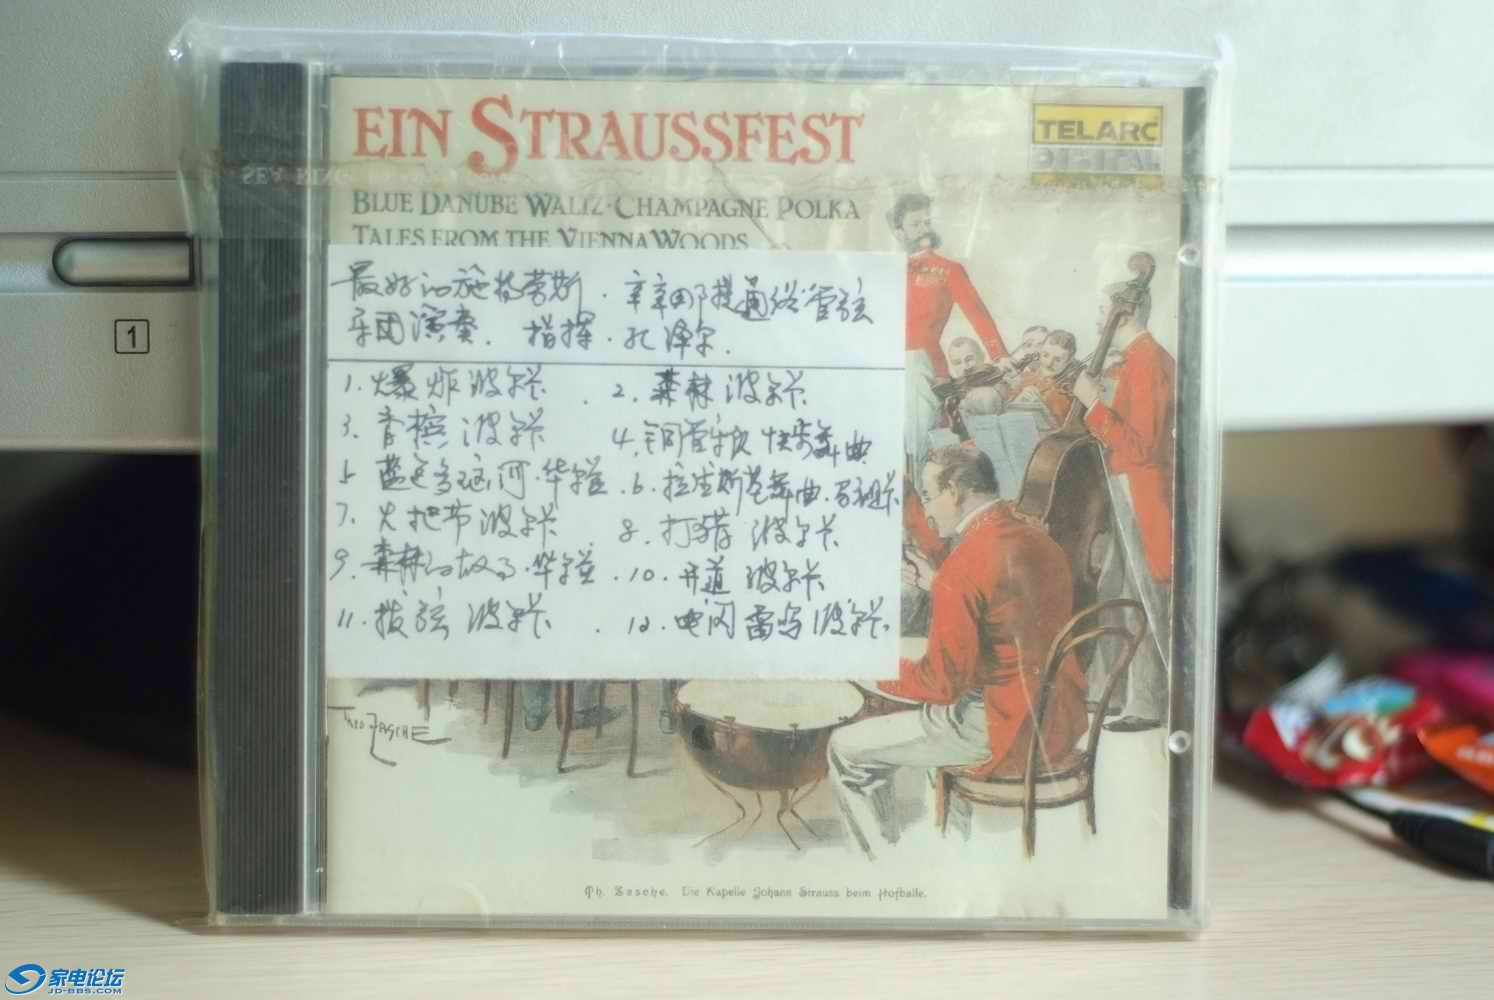 EIN STRAUSSFEST
TELARC
DIGITAL
BLUE DANUBE WALTZ · CHAMPAGNE POLKA
TALES FROM THE VIENNA WOODS
最好的施特劳斯 · 辛辛那提通俗管弦
乐团演奏. 指挥 · 孔泽尔.
1. 爆炸波尔卡 . 2. 森林波尔卡
3. 香槟波尔卡 4. 闹 快步舞曲
5 蓝色多瑙河 · 华尔兹 . 6. 拉德斯基舞曲
7. 火把节波尔卡 8. 打猎波尔卡
9. 森林的故事 · 华尔兹 . 10. 开道波尔卡
11. 拨弦波尔卡 . 12. 电闪雷鸣波尔卡
THEO ZASCHE
Ph. Zasche. Die Kapelle Johann Strauss beim Hofballe.
1
家电论坛
JD-BBS.COM